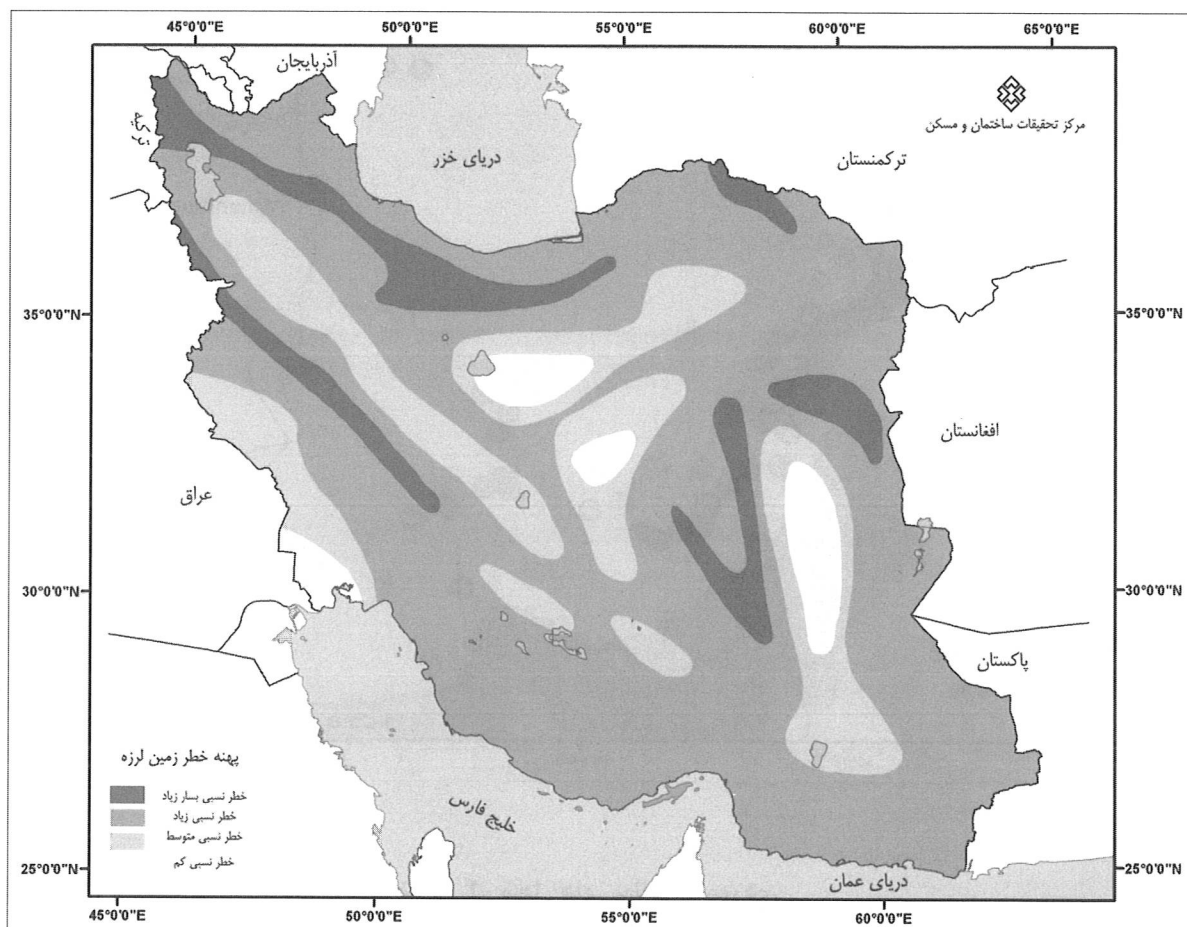 45°0'0"E 50°0'0"E 55°0'0"E 60°0'0"E 65°0'0"E
آذربایجان
ترکیه
مرکز تحقیقات ساختمان و مسکن
دریای خزر
ترکمنستان
35°0'0"N
35°0'0"N
افغانستان
عراق
30°0'0"N
30°0'0"N
پاکستان
پهنه خطر زمین لرزه
خطر نسبی بسار زیاد
خطر نسبی زیاد
خطر نسبی متوسط
خطر نسبی کم
خلیج فارس
دریای عمان
25°0'0"N
25°0'0"N
45°0'0"E 50°0'0"E 55°0'0"E 60°0'0"E